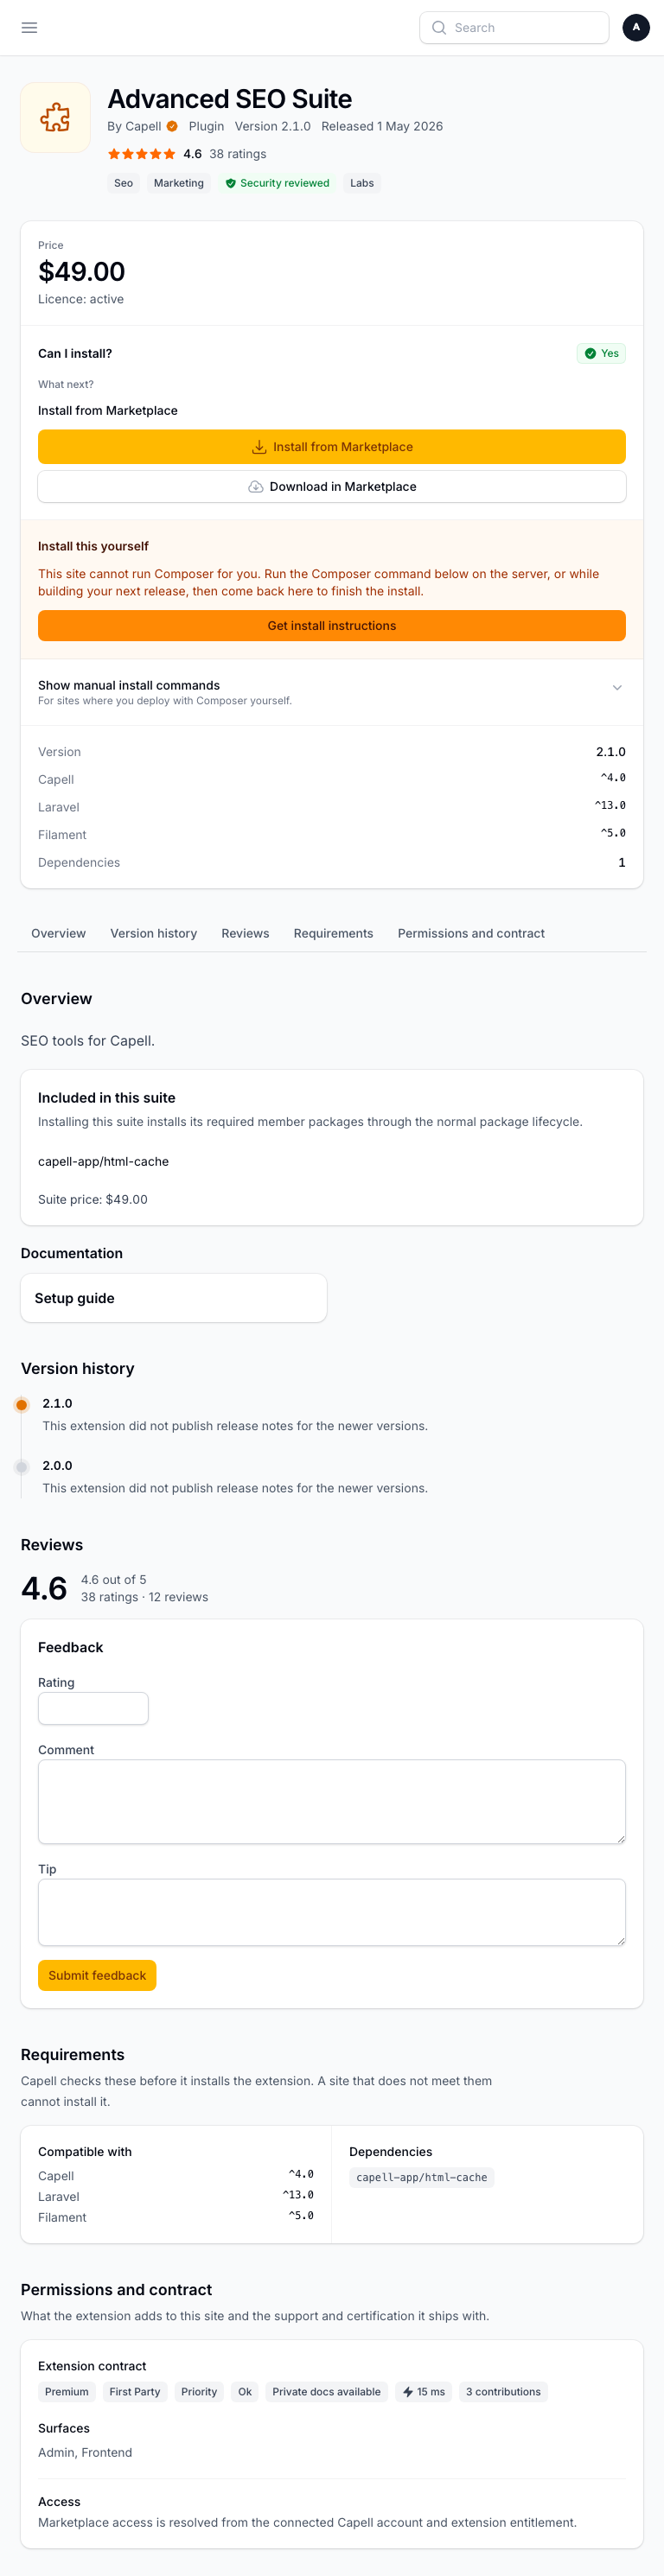 Search
A
Advanced SEO Suite
By Capell Plugin Version 2.1.0 Released 1 May 2026
4.6 38 ratings
Seo Marketing Security reviewed Labs
Price
$49.00
Licence: active
Can I install? Yes
What next?
Install from Marketplace
Install from Marketplace
Download in Marketplace
Install this yourself
This site cannot run Composer for you. Run the Composer command below on the server, or while
building your next release, then come back here to finish the install.
Get install instructions
Show manual install commands
For sites where you deploy with Composer yourself.
Version 2.1.0
Capell ^4.0
Laravel ^13.0
Filament ^5.0
Dependencies 1
Overview Version history Reviews Requirements Permissions and contract
Overview
SEO tools for Capell.
Included in this suite
Installing this suite installs its required member packages through the normal package lifecycle.
capell-app/html-cache
Suite price: $49.00
Documentation
Setup guide
Version history
2.1.0
This extension did not publish release notes for the newer versions.
2.0.0
This extension did not publish release notes for the newer versions.
Reviews
4.6
4.6 out of 5
38 ratings · 12 reviews
Feedback
Rating
Comment
Tip
Submit feedback
Requirements
Capell checks these before it installs the extension. A site that does not meet them
cannot install it.
Compatible with
Capell ^4.0
Laravel ^13.0
Filament ^5.0
Dependencies
capell-app/html-cache
Permissions and contract
What the extension adds to this site and the support and certification it ships with.
Extension contract
Premium First Party Priority Ok Private docs available 15 ms 3 contributions
Surfaces
Admin, Frontend
Access
Marketplace access is resolved from the connected Capell account and extension entitlement.